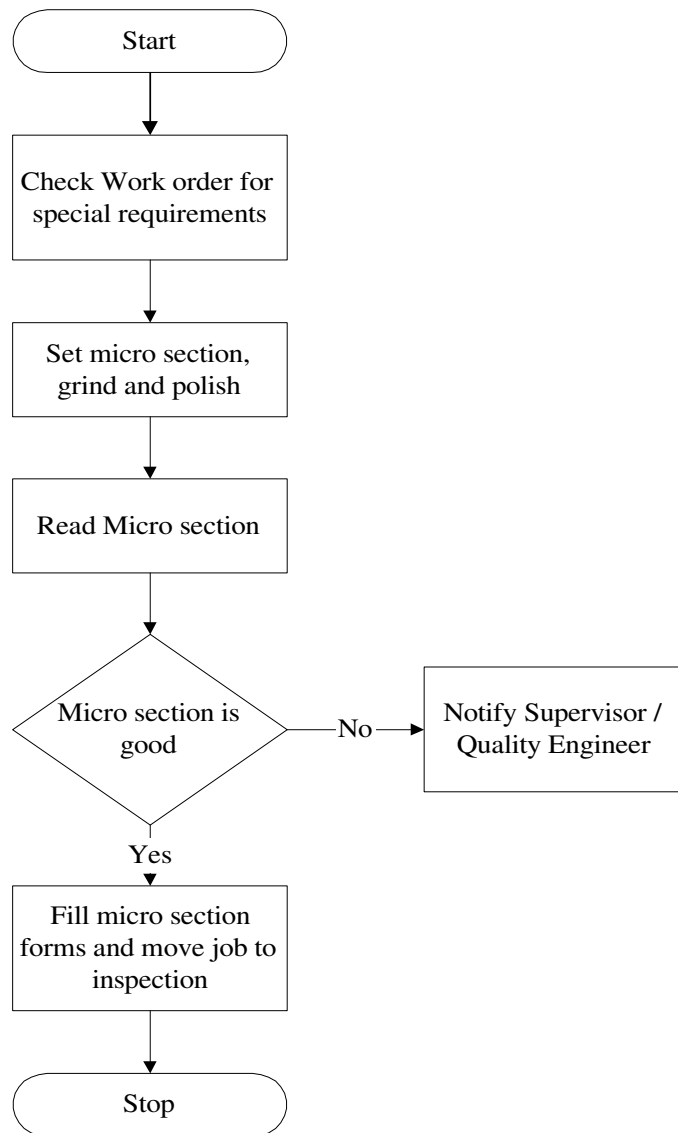 Start
Check Work order for
special requirements
Set micro section,
grind and polish
Read Micro section
Micro section is
good
No
Notify Supervisor /
Quality Engineer
Yes
Fill micro section
forms and move job to
inspection
Stop